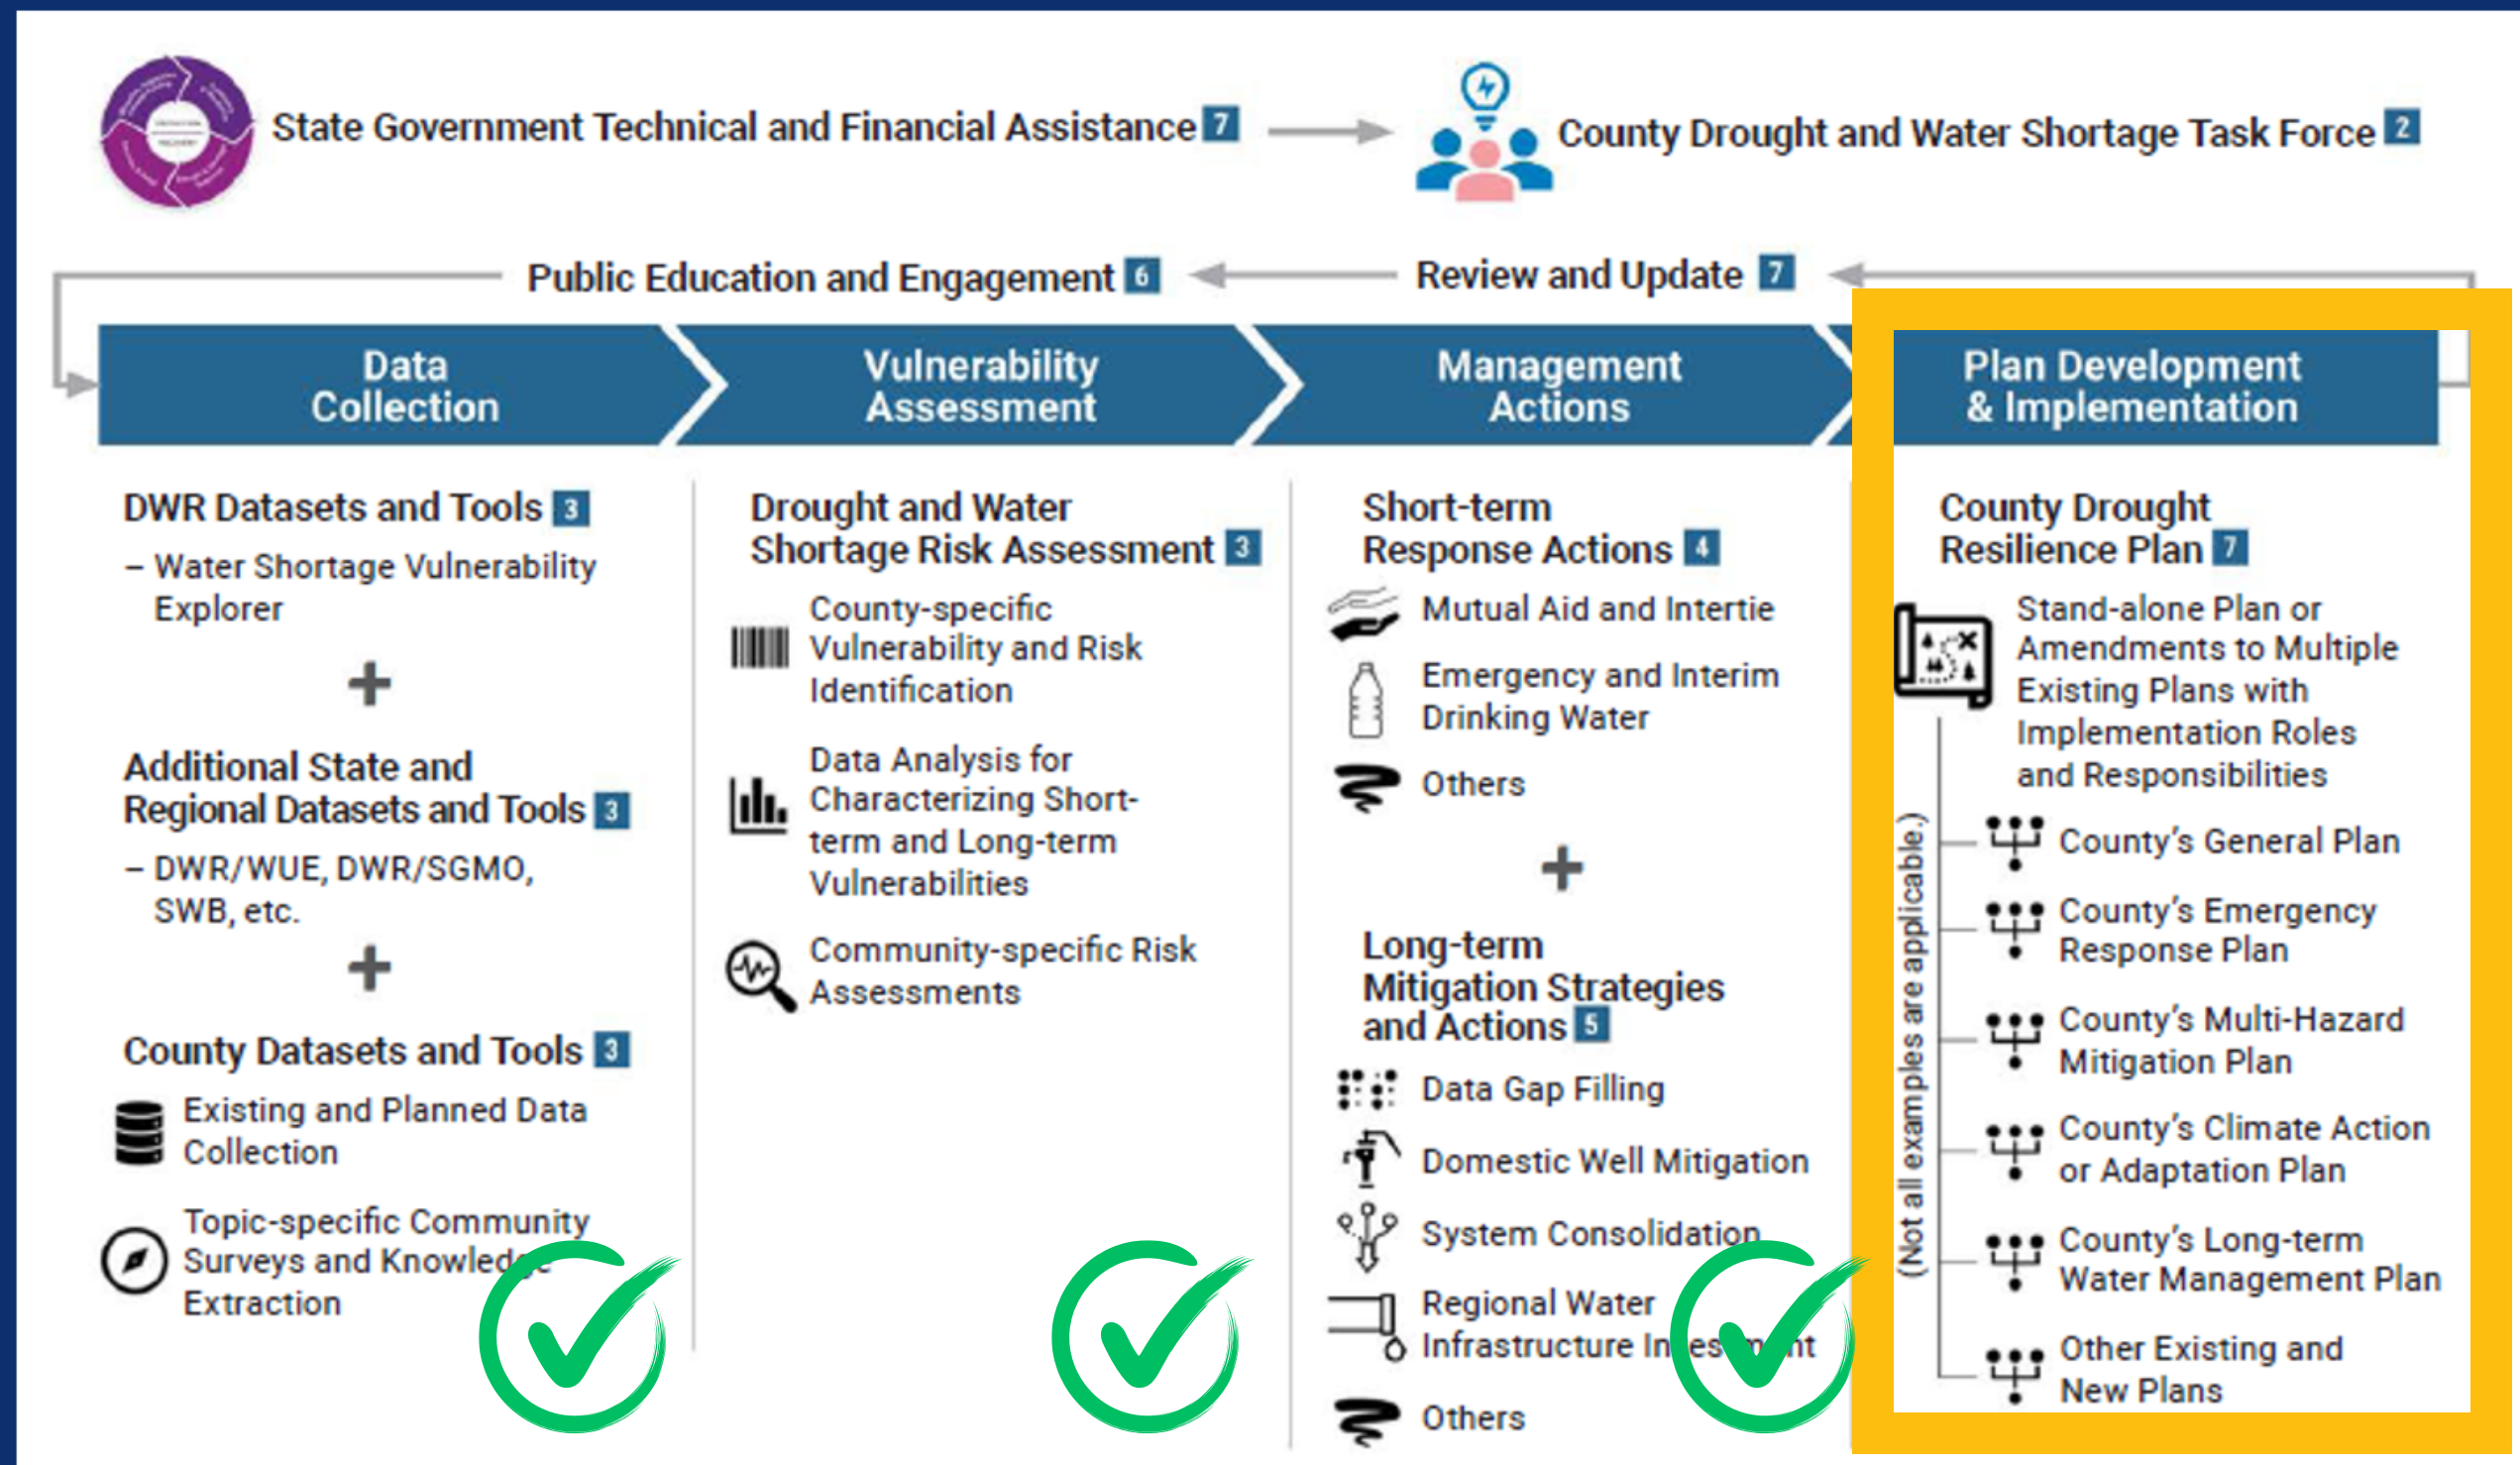 State Government Technical and Financial Assistance 7
County Drought and Water Shortage Task Force 2
Public Education and Engagement 6
Review and Update 7
Data
Collection
Vulnerability
Assessment
Management
Actions
Plan Development
& Implementation
DWR Datasets and Tools 3
– Water Shortage Vulnerability
Explorer
+
Additional State and
Regional Datasets and Tools 3
– DWR/WUE, DWR/SGMO,
SWB, etc.
+
County Datasets and Tools 3
Existing and Planned Data
Collection
Topic-specific Community
Surveys and Knowledge
Extraction
Drought and Water
Shortage Risk Assessment 3
County-specific
Vulnerability and Risk
Identification
Data Analysis for
Characterizing Short-
term and Long-term
Vulnerabilities
Community-specific Risk
Assessments
Short-term
Response Actions 4
Mutual Aid and Intertie
Emergency and Interim
Drinking Water
Others
+
Long-term
Mitigation Strategies
and Actions 5
Data Gap Filling
Domestic Well Mitigation
System Consolidation
Regional Water
Infrastructure Investment
Others
County Drought
Resilience Plan 7
Stand-alone Plan or
Amendments to Multiple
Existing Plans with
Implementation Roles
and Responsibilities
(Not all examples are applicable.)
County's General Plan
County's Emergency
Response Plan
County's Multi-Hazard
Mitigation Plan
County's Climate Action
or Adaptation Plan
County's Long-term
Water Management Plan
Other Existing and
New Plans